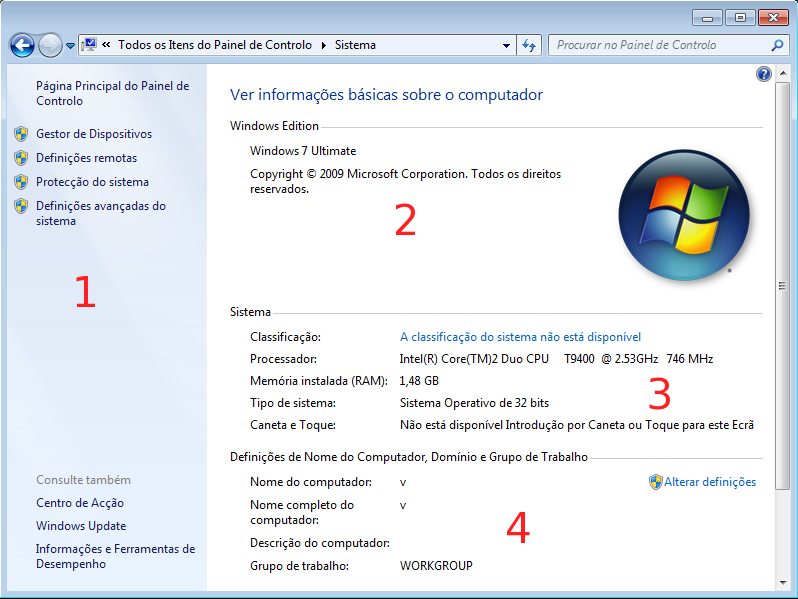 « Todos os Itens do Painel de Controlo ▸ Sistema
Procurar no Painel de Controlo
Página Principal do Painel de
Controlo
Gestor de Dispositivos
Definições remotas
Protecção do sistema
Definições avançadas do
sistema
1
Consulte também
Centro de Acção
Windows Update
Informações e Ferramentas de
Desempenho
Ver informações básicas sobre o computador
Windows Edition
Windows 7 Ultimate
Copyright © 2009 Microsoft Corporation. Todos os direitos
reservados.
2
Sistema
Classificação: A classificação do sistema não está disponível
Processador: Intel(R) Core(TM)2 Duo CPU T9400 @ 2.53GHz 746 MHz
Memória instalada (RAM): 1,48 GB
Tipo de sistema: Sistema Operativo de 32 bits
Caneta e Toque: Não está disponível Introdução por Caneta ou Toque para este Ecrã
3
Definições de Nome do Computador, Domínio e Grupo de Trabalho
Nome do computador: v
Alterar definições
Nome completo do v
computador:
Descrição do computador:
Grupo de trabalho: WORKGROUP
4